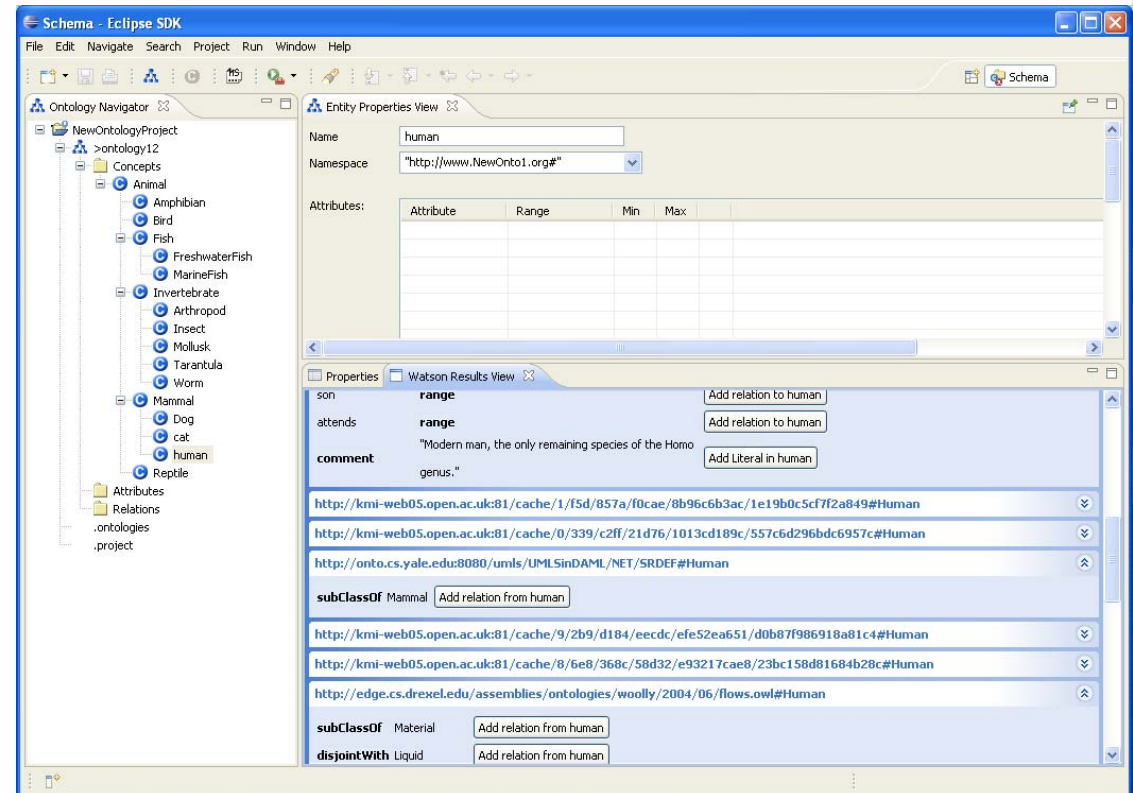 Schema - Eclipse SDK
File Edit Navigate Search Project Run Window Help
Schema
Ontology Navigator
NewOntologyProject
>ontology12
Concepts
Animal
Amphibian
Bird
Fish
FreshwaterFish
MarineFish
Invertebrate
Arthropod
Insect
Mollusk
Tarantula
Worm
Mammal
Dog
cat
human
Reptile
Attributes
Relations
.ontologies
.project
Entity Properties View
Name human
Namespace "http://www.NewOnto1.org#"
Attributes: Attribute Range Min Max
Properties Watson Results View
son range Add relation to human
attends range Add relation to human
comment "Modern man, the only remaining species of the Homo genus." Add Literal in human
http://kmi-web05.open.ac.uk:81/cache/1/f5d/857a/f0cae/8b96c6b3ac/1e19b0c5cf7f2a849#Human
http://kmi-web05.open.ac.uk:81/cache/0/339/c2ff/21d76/1013cd189c/557c6d296bdc6957c#Human
http://onto.cs.yale.edu:8080/umls/UMLSinDAML/NET/SRDEF#Human
subClassOf Mammal Add relation from human
http://kmi-web05.open.ac.uk:81/cache/9/2b9/d184/eecdc/efe52ea651/d0b87f986918a81c4#Human
http://kmi-web05.open.ac.uk:81/cache/8/6e8/368c/58d32/e93217cae8/23bc158d81684b28c#Human
http://edge.cs.drexel.edu/assemblies/ontologies/woolly/2004/06/flows.owl#Human
subClassOf Material Add relation from human
disjointWith Liquid Add relation from human